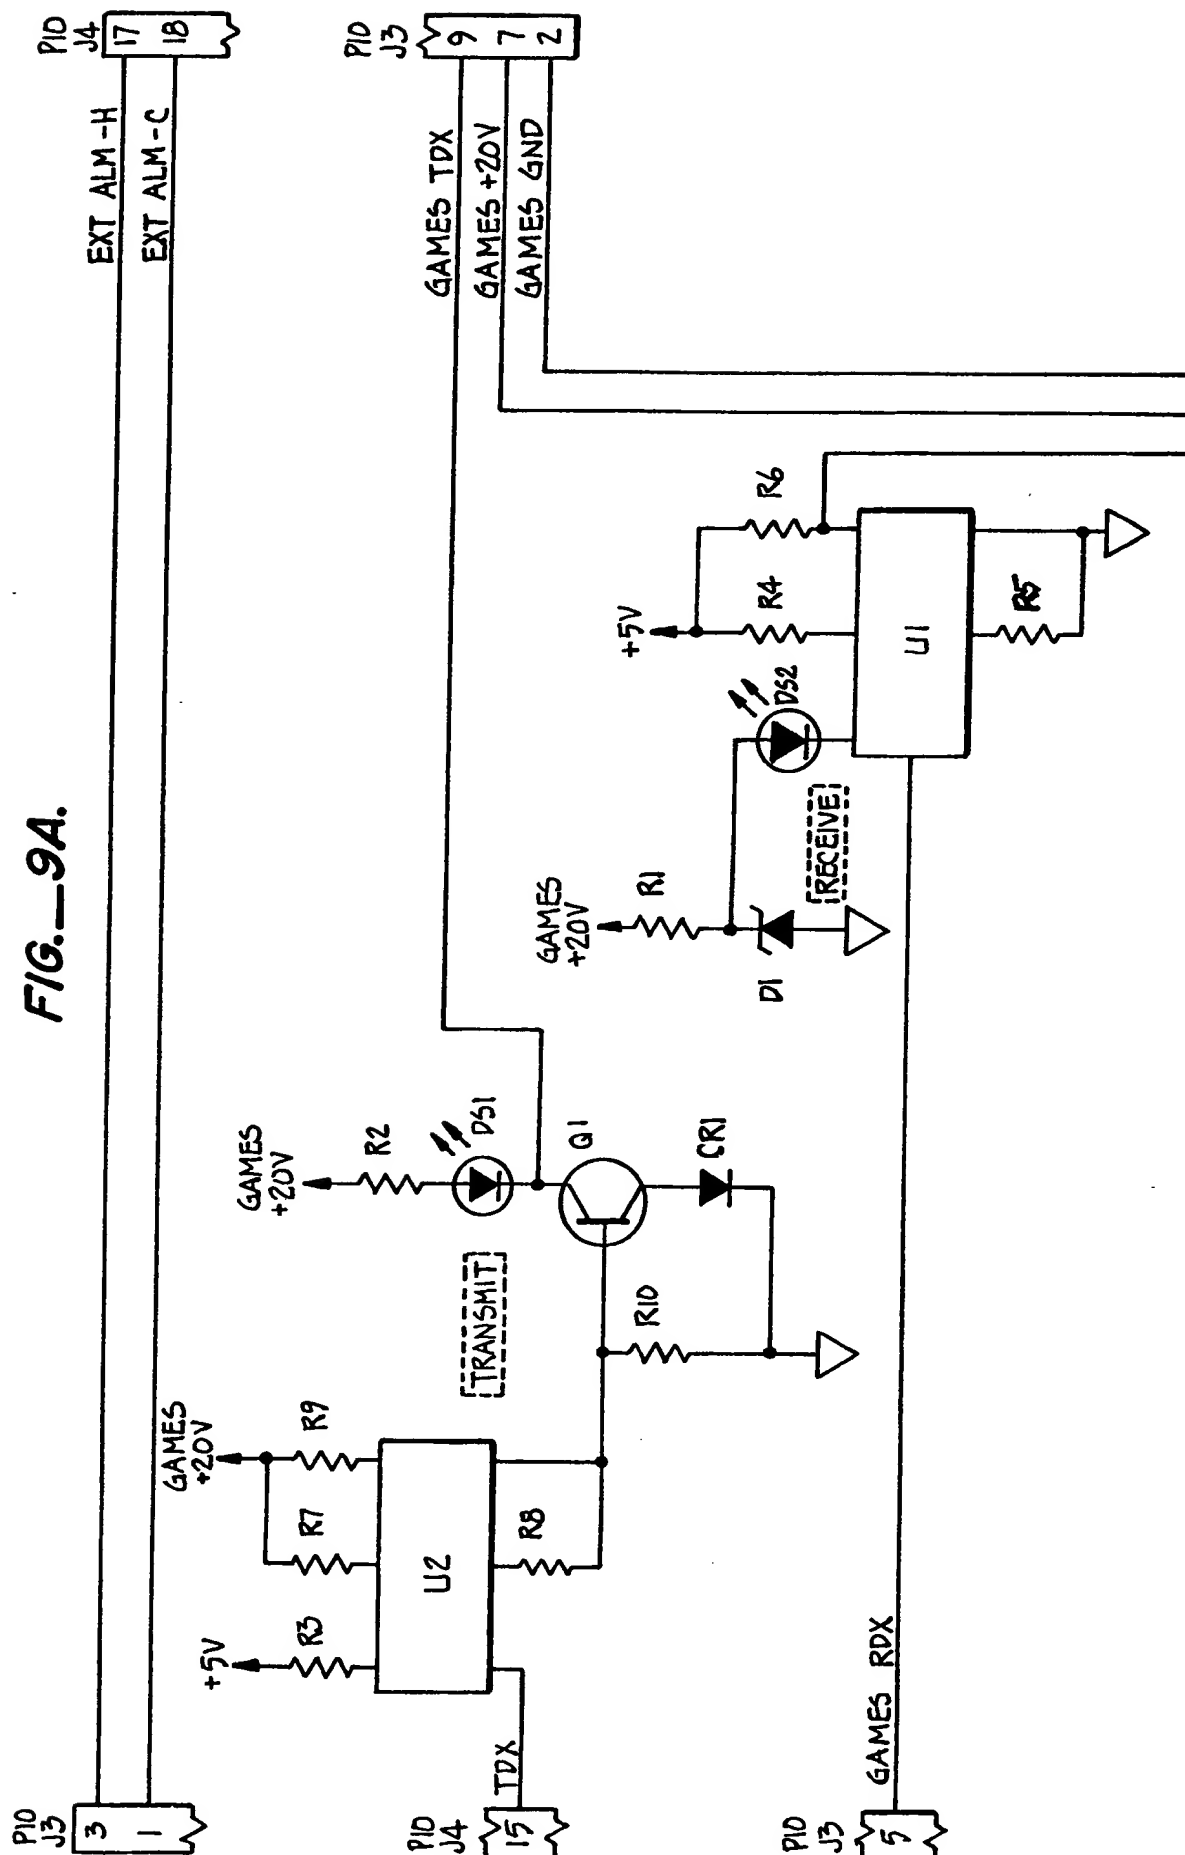 FIG._9A.
P10
J3
3
1
EXT ALM-H
EXT ALM-C
P10
J4
17
18
P10
J4
15
TDX
+5V
R3
U2
GAMES
+20V
R7
R9
R8
TRANSMIT
R10
GAMES
+20V
R2
DS1
Q1
CR1
GAMES TDX
GAMES +20V
GAMES GND
P10
J3
9
7
2
P10
J3
5
GAMES RDX
GAMES
+20V
R1
D1
RECEIVE
DS2
+5V
R4
R6
U1
R5